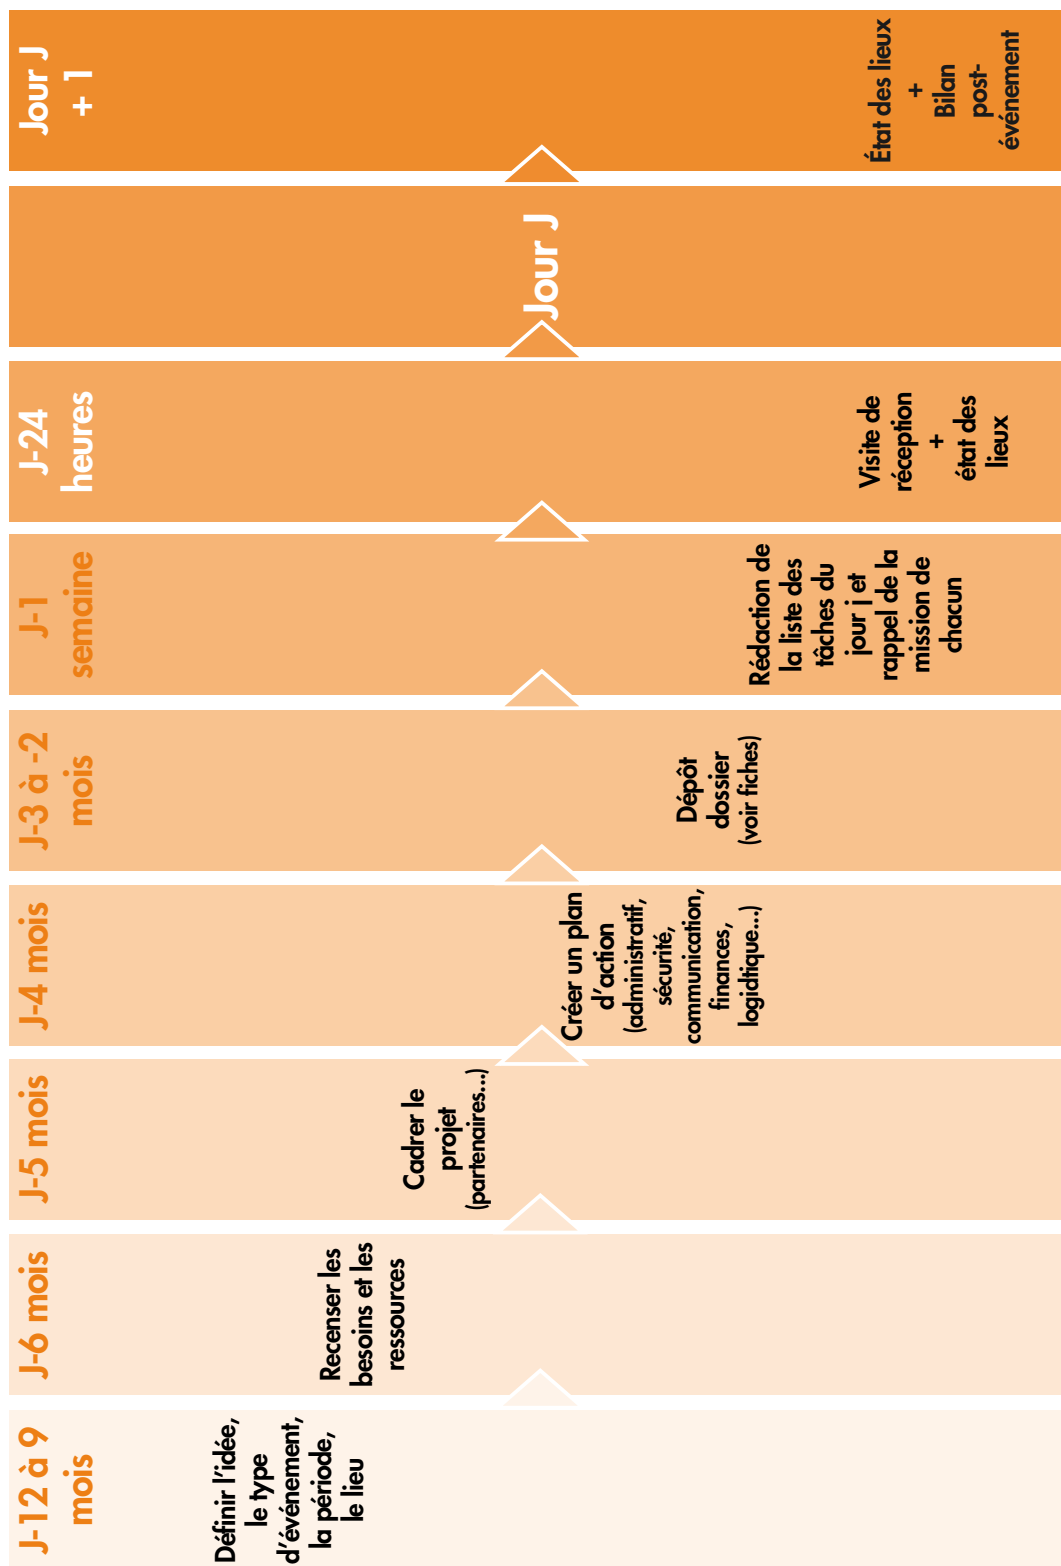 J-12 à 9
mois
Définir l'idée,
le type
d'événement,
la période,
le lieu
J-6 mois
Recenser les
besoins et les
ressources
J-5 mois
Cadrer le
projet
(partenaires...)
J-4 mois
Créer un plan
d'action
(administratif,
sécurité,
communication,
finances,
logidtique...)
J-3 à -2
mois
Dépôt
dossier
(voir fiches)
J-1
semaine
Rédaction de
la liste des
tâches du
jour j et
rappel de la
mission de
chacun
J-24
heures
Visite de
réception
+
état des
lieux
Jour J
Jour J
+ 1
État des lieux
+
Bilan
post-
événement